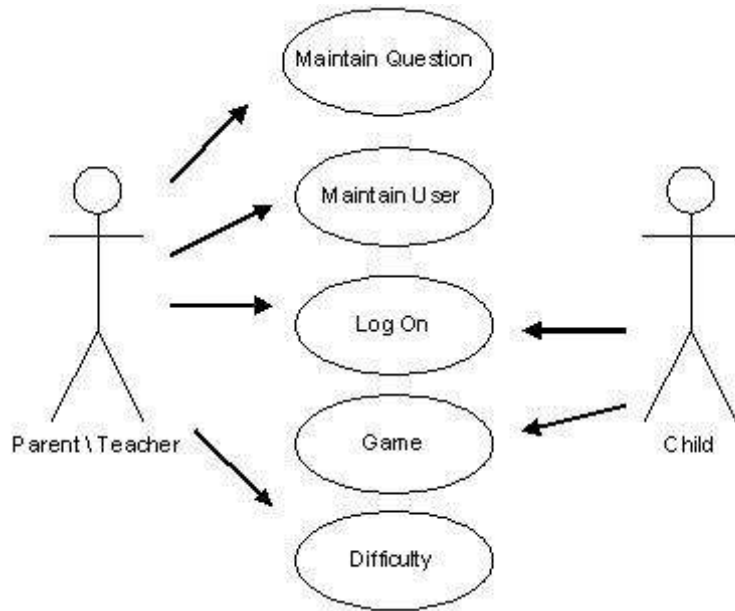 Maintain Question
Maintain User
Log On
Parent \ Teacher
Game
Child
Difficulty